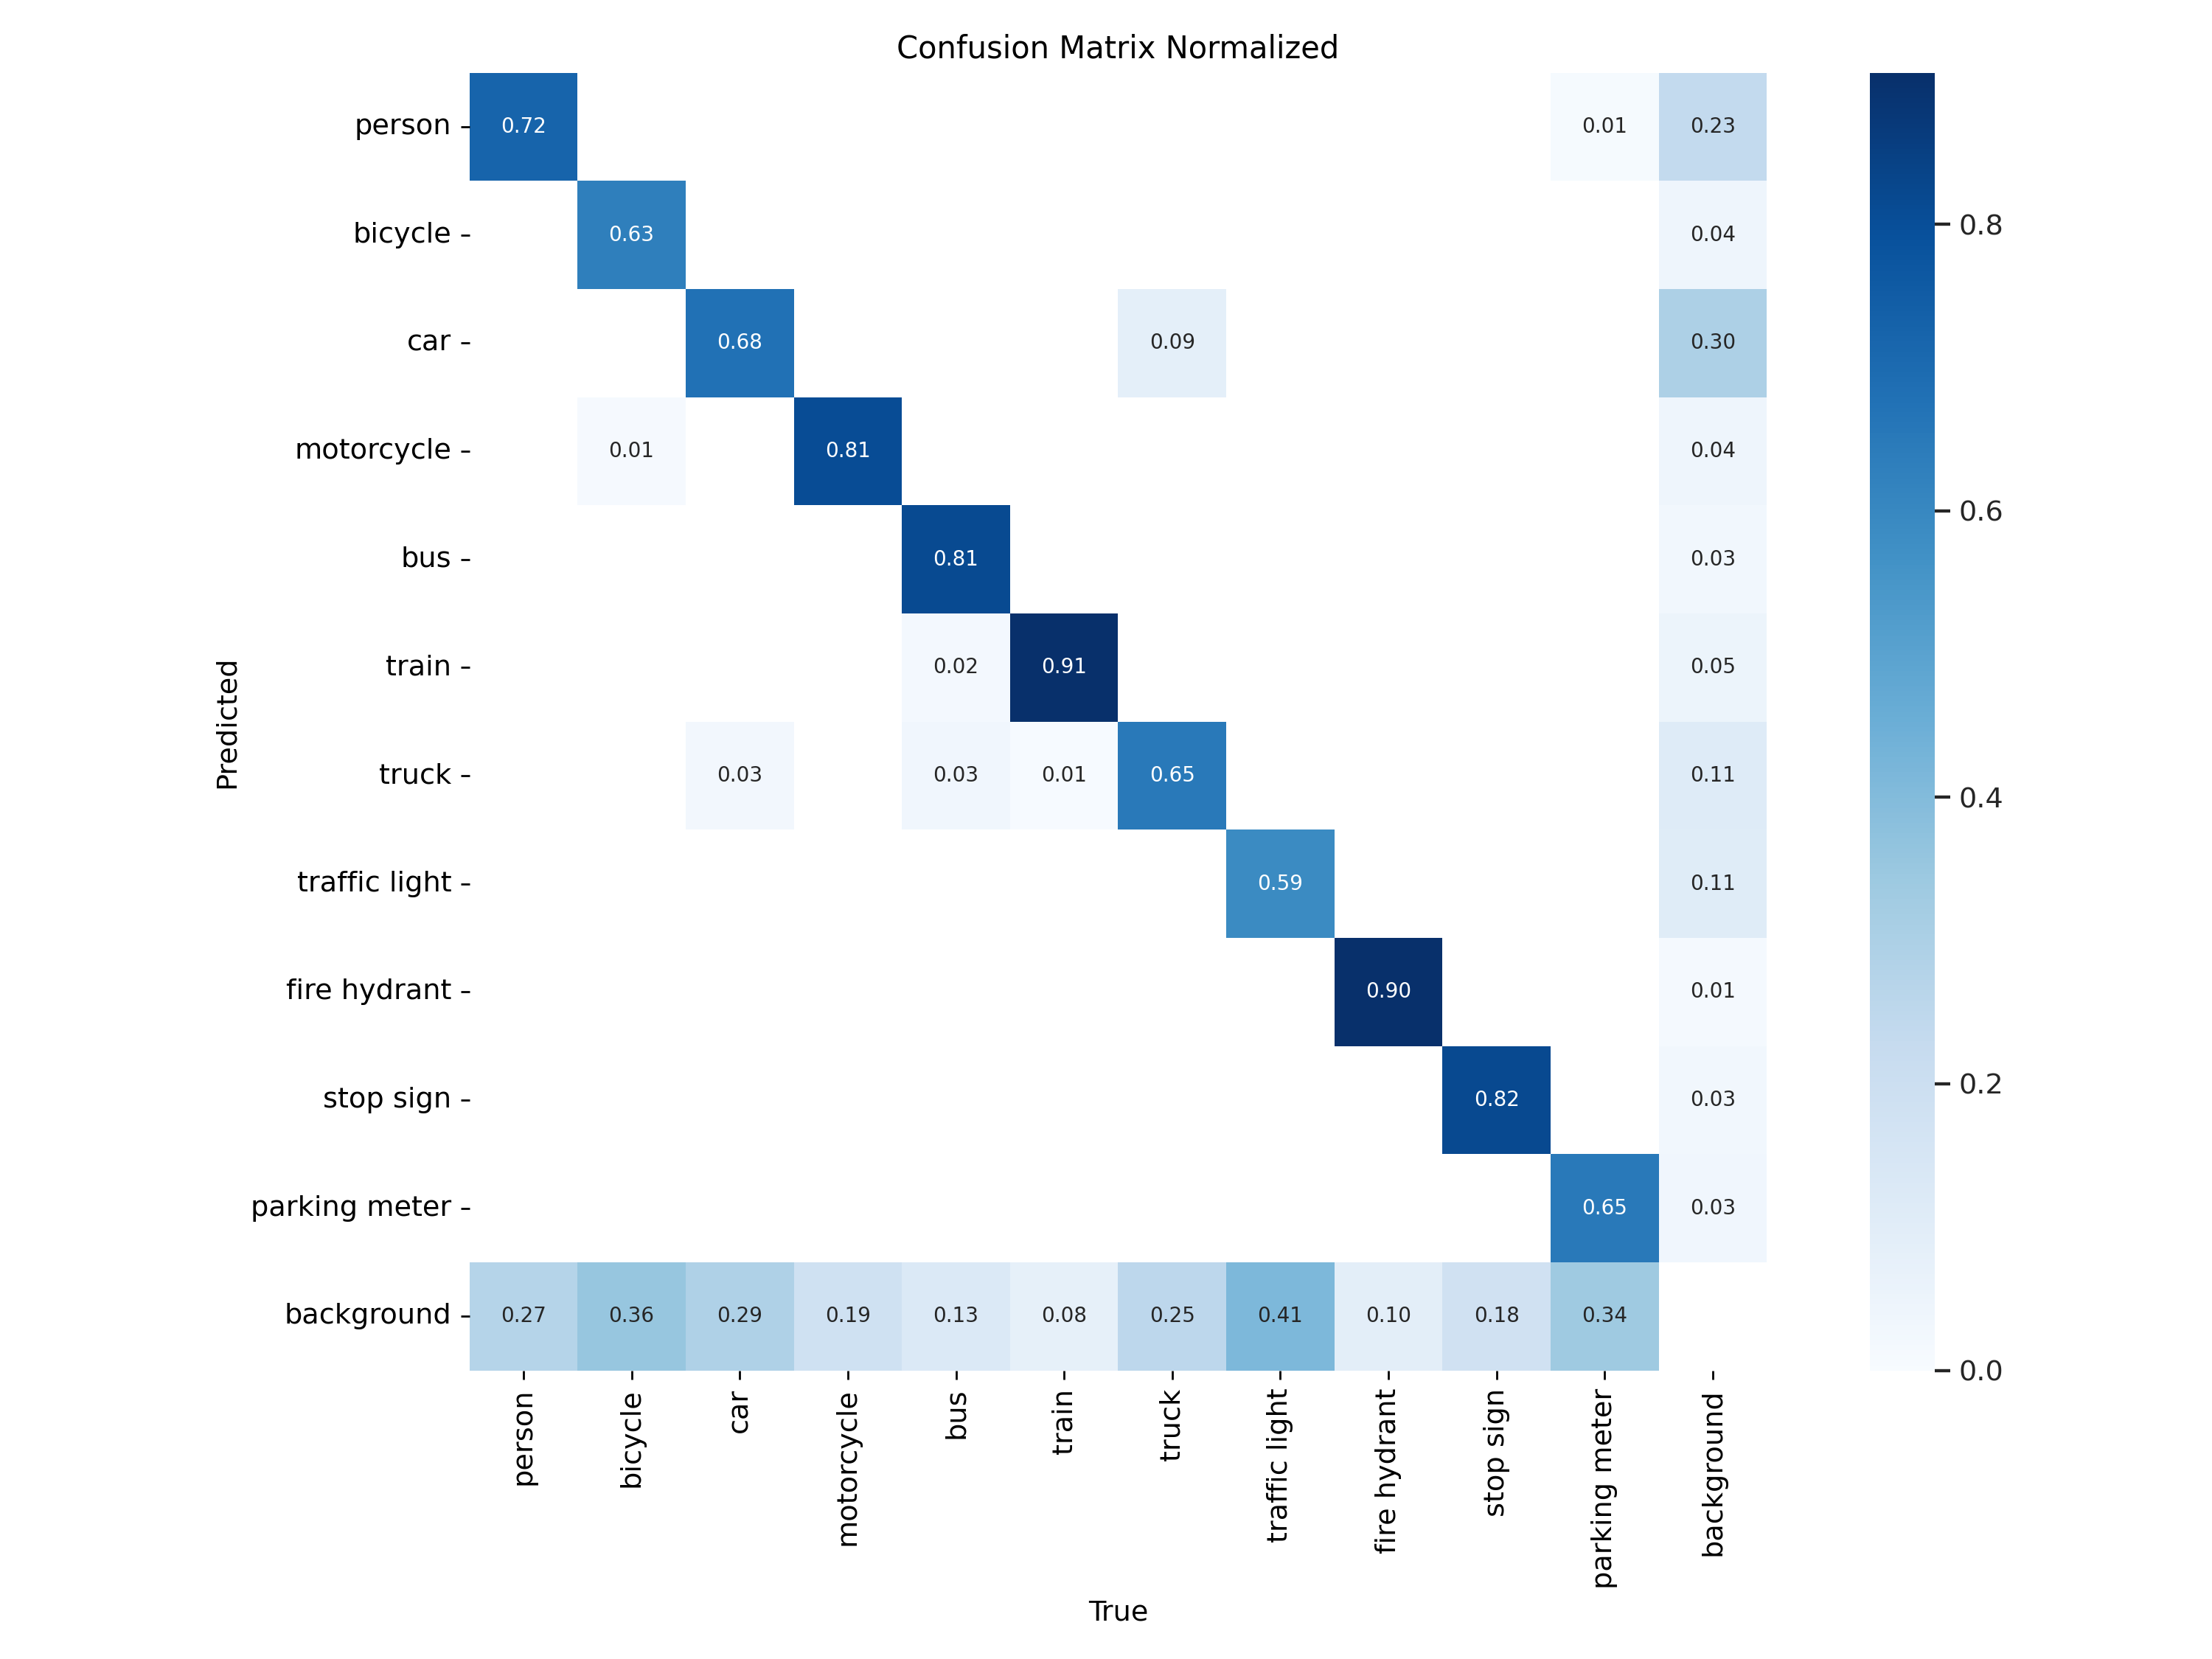 Confusion Matrix Normalized
person 0.72 0.01 0.23
bicycle 0.63 0.04
car 0.68 0.09 0.30
motorcycle 0.01 0.81 0.04
bus 0.81 0.03
train 0.02 0.91 0.05
truck 0.03 0.03 0.01 0.65 0.11
traffic light 0.59 0.11
fire hydrant 0.90 0.01
stop sign 0.82 0.03
parking meter 0.65 0.03
background 0.27 0.36 0.29 0.19 0.13 0.08 0.25 0.41 0.10 0.18 0.34
Predicted
person bicycle car motorcycle bus train truck traffic light fire hydrant stop sign parking meter background
True
0.8
0.6
0.4
0.2
0.0